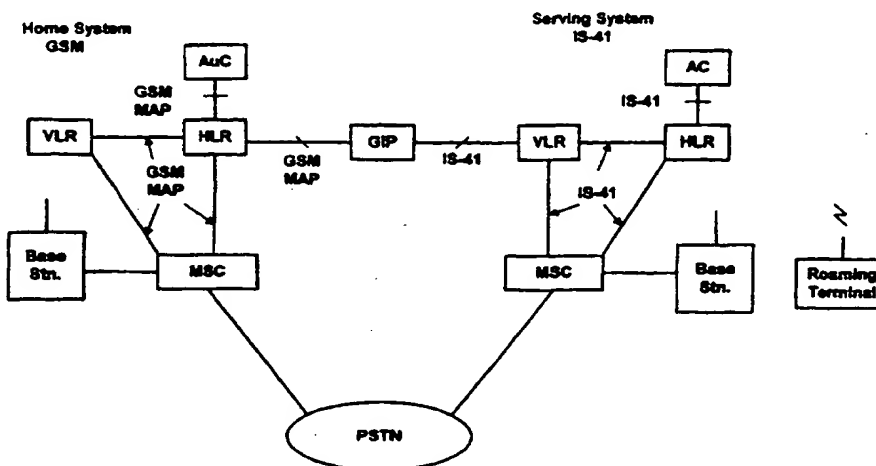 Home System
GSM
Serving System
IS-41
AuC
AC
GSM
MAP
IS-41
VLR
HLR
GIP
VLR
HLR
GSM
MAP
IS-41
GSM
MAP
IS-41
Base
Stn.
MSC
MSC
Base
Stn.
Roaming
Terminal
PSTN